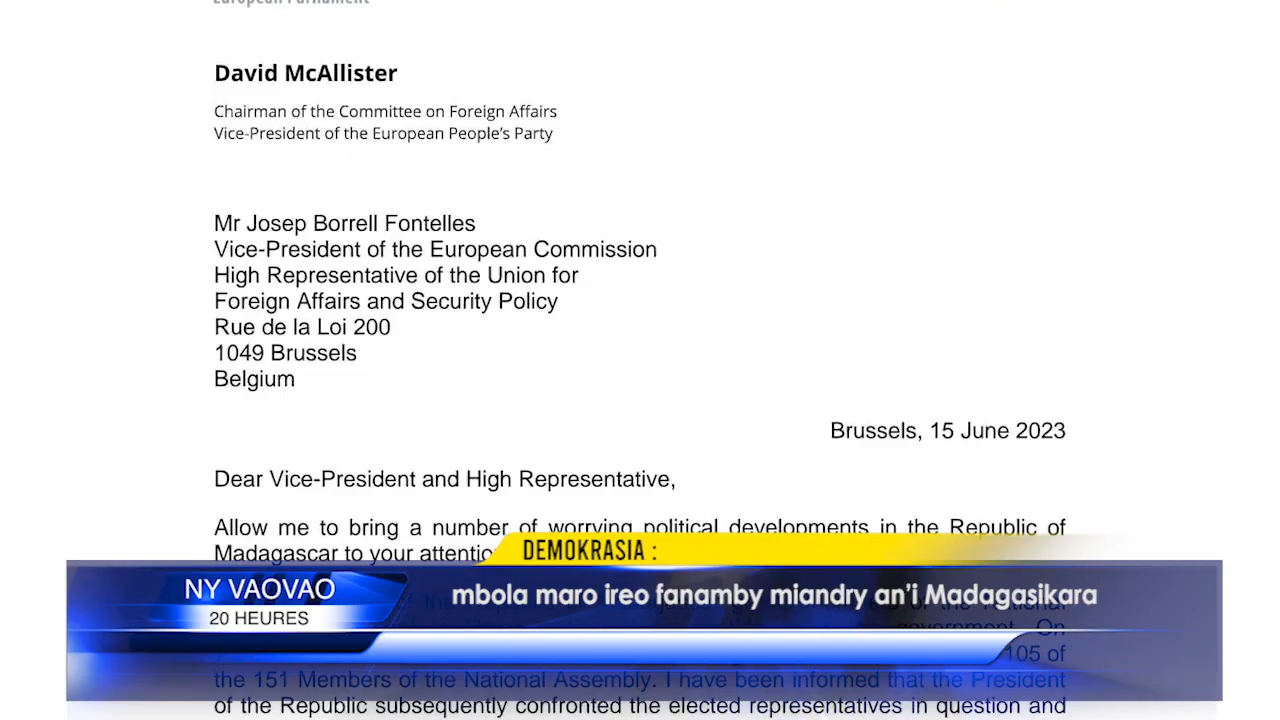 European Parliament
David McAllister
Chairman of the Committee on Foreign Affairs
Vice-President of the European People's Party
Mr Josep Borrell Fontelles
Vice-President of the European Commission
High Representative of the Union for
Foreign Affairs and Security Policy
Rue de la Loi 200
1049 Brussels
Belgium
Brussels, 15 June 2023
Dear Vice-President and High Representative,
Allow me to bring a number of worrying political developments in the Republic of
Madagascar to your attention
DEMOKRASIA :
NY VAOVAO
20 HEURES
mbola maro ireo fanamby miandry an'i Madagasikara
government. On
105 of
the 151 Members of the National Assembly. I have been informed that the President
of the Republic subsequently confronted the elected representatives in question and